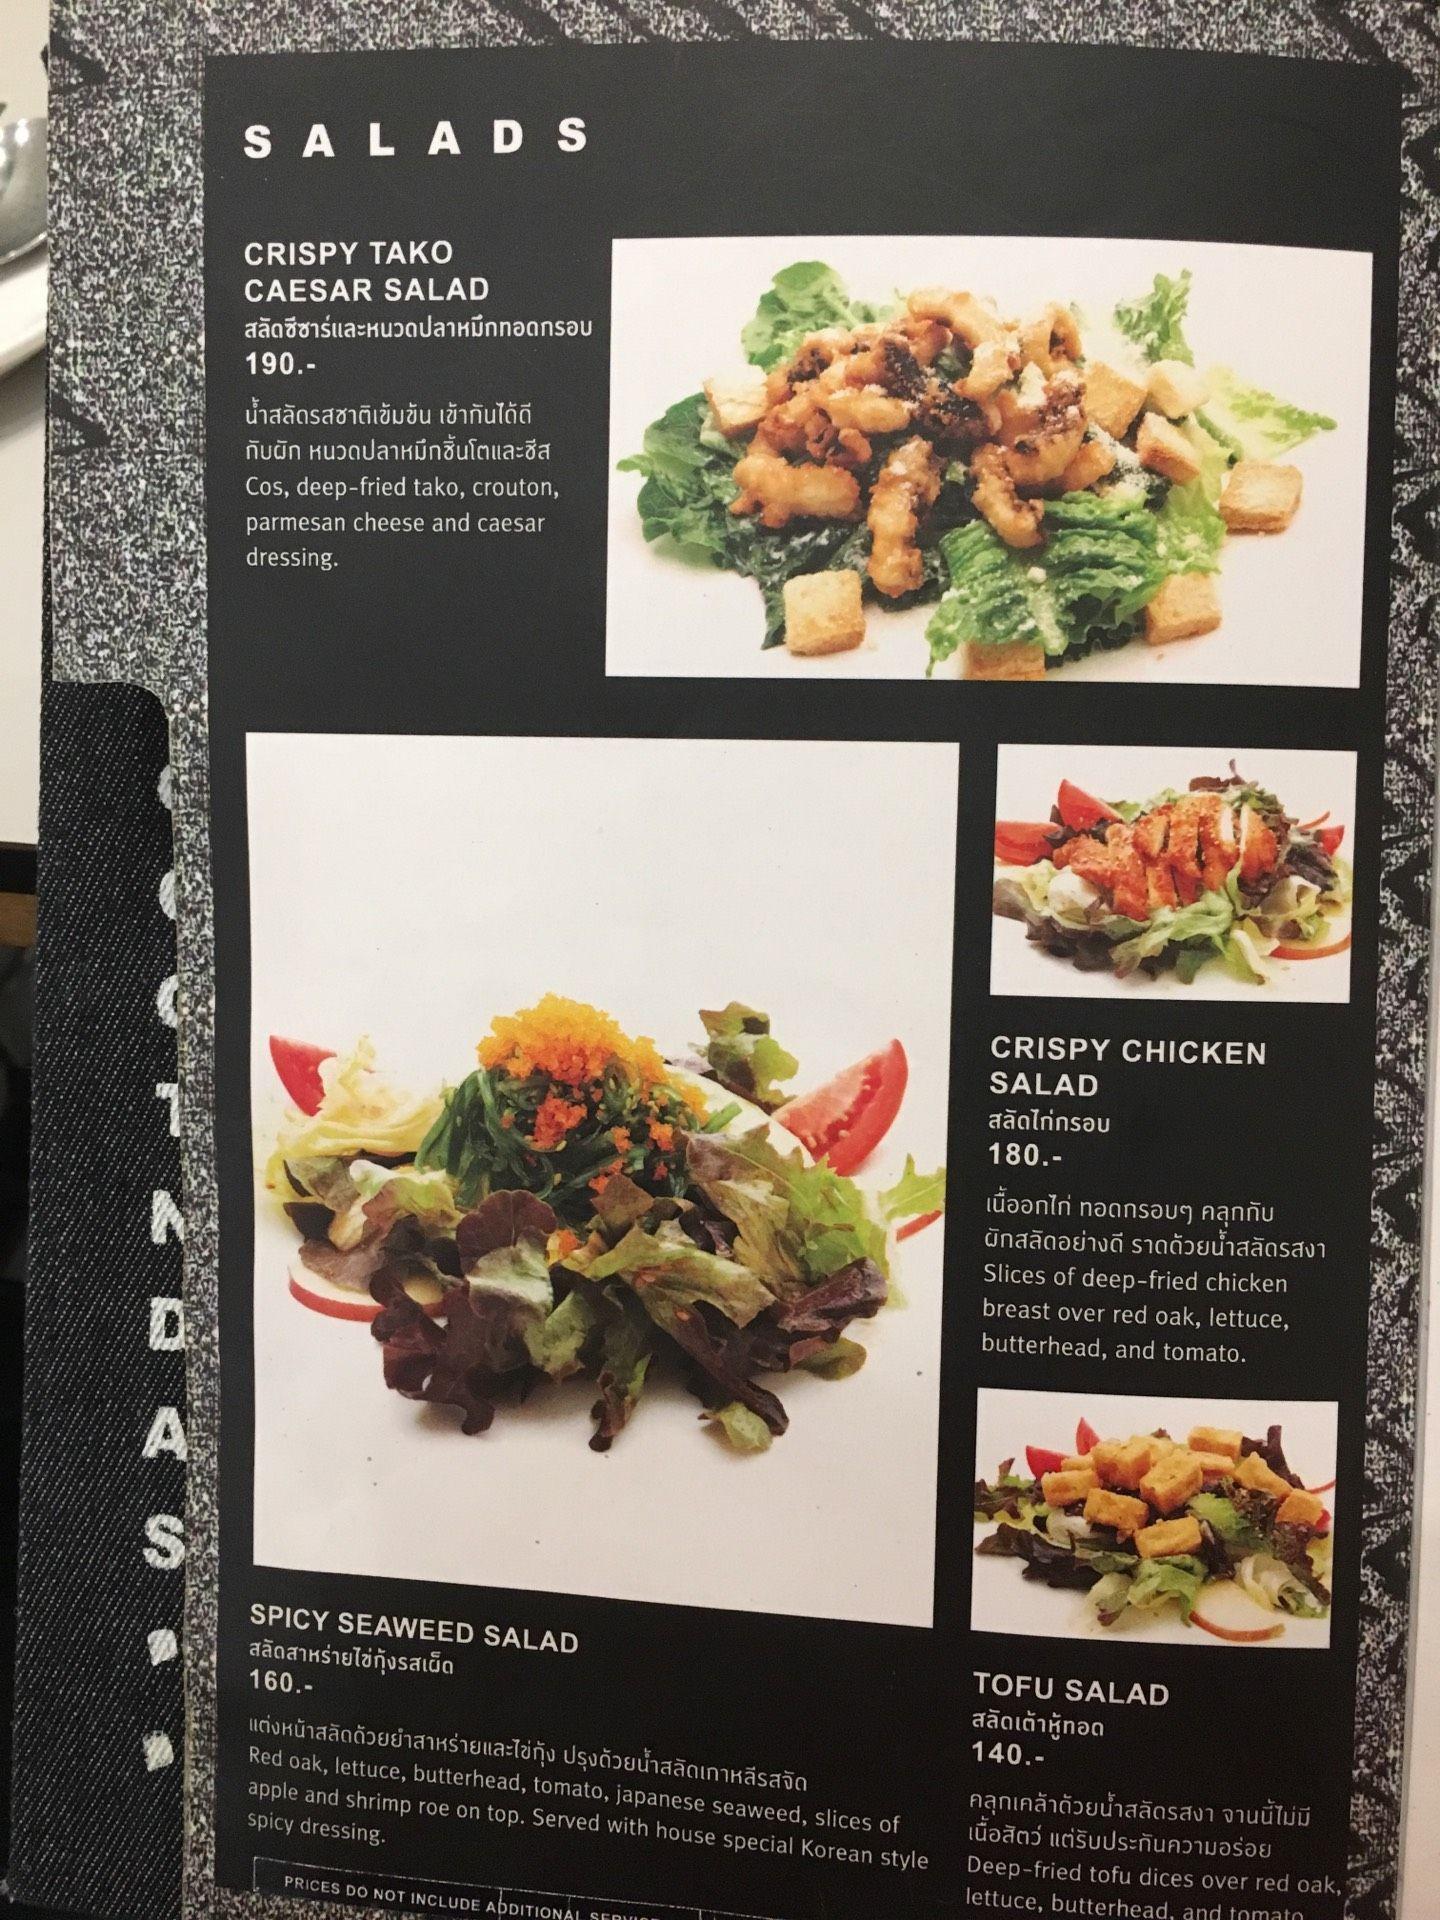 SALADS
CRISPY TAKO
CAESAR SALAD
สลัดซีซาร์และหนวดปลาหมึกทอดกรอบ
190.-
น้ำสลัดรสชาติเข้มข้น เข้ากันได้ดี
กับผัก หนวดปลาหมึกชิ้นโตและชีส
Cos, deep-fried tako, crouton,
parmesan cheese and caesar
dressing.
CRISPY CHICKEN
SALAD
สลัดไก่กรอบ
180.-
เนื้ออกไก่ ทอดกรอบๆ คลุกกับ
ผักสลัดอย่างดี ราดด้วยน้ำสลัดรสงา
Slices of deep-fried chicken
breast over red oak, lettuce,
butterhead, and tomato.
SPICY SEAWEED SALAD
สลัดสาหร่ายไข่กุ้งรสเผ็ด
160.-
แต่งหน้าสลัดด้วยยำสาหร่ายและไข่กุ้ง ปรุงด้วยน้ำสลัดเกาหลีรสจัด
Red oak, lettuce, butterhead, tomato, japanese seaweed, slices of
apple and shrimp roe on top. Served with house special Korean style
spicy dressing.
TOFU SALAD
สลัดเต้าหู้ทอด
140.-
คลุกเคล้าด้วยน้ำสลัดรสงา จานนี้ไม่มี
เนื้อสัตว์ แต่รับประกันความอร่อย
Deep-fried tofu dices over red oak,
lettuce, butterhead, and tomato
PRICES DO NOT INCLUDE ADDITIONAL